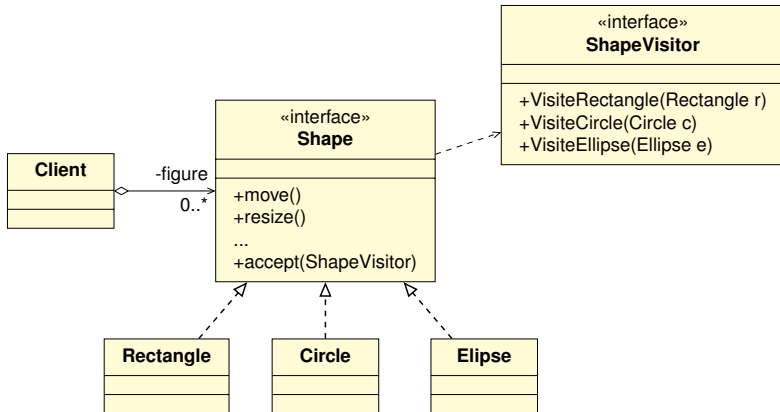 «interface»
ShapeVisitor
+VisiteRectangle(Rectangle r)
+VisiteCircle(Circle c)
+VisiteEllipse(Ellipse e)
«interface»
Shape
+move()
+resize()
...
+accept(ShapeVisitor)
Client
-figure
0..*
Rectangle
Circle
Elipse